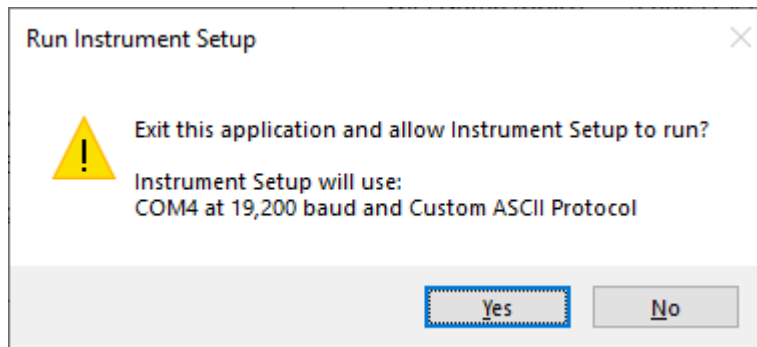 Run Instrument Setup
Exit this application and allow Instrument Setup to run?
Instrument Setup will use:
COM4 at 19,200 baud and Custom ASCII Protocol
Yes
No